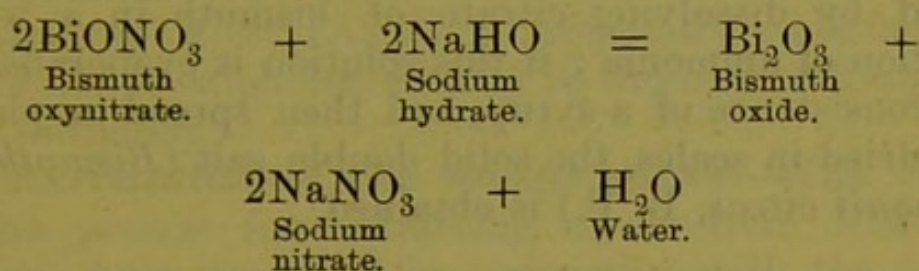 2BiONO₃ + 2NaHO = Bi₂O₃ +
Bismuth Sodium Bismuth
oxynitrate. hydrate. oxide.
2NaNO₃ + H₂O
Sodium Water.
nitrate.